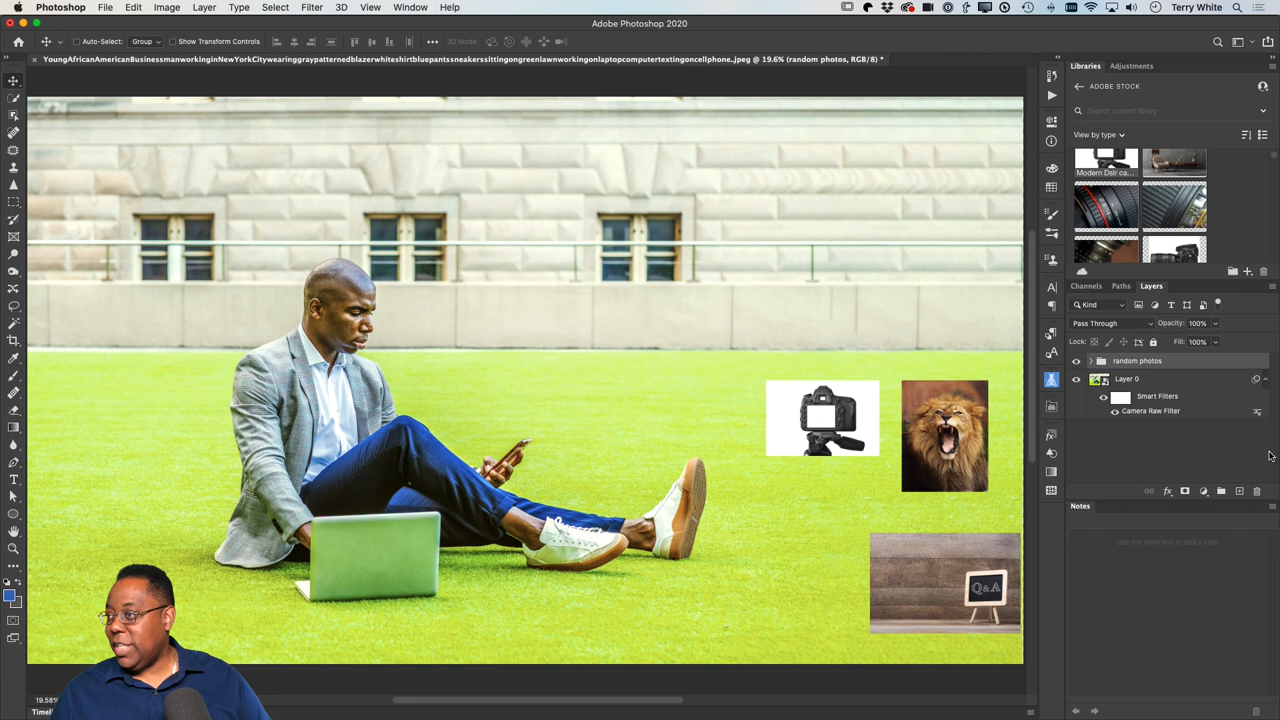 Photoshop File Edit Image Layer Type Select Filter 3D View Window Help Terry White
Adobe Photoshop 2020
Auto-Select: Group Show Transform Controls 3D Mode:
YoungAfricanAmericanBusinessmanworkinginNewYorkCitywearinggraypatternedblazerwhiteshirtbluepantssneakerssittingongreenlawnworkingonlaptopcomputertextingoncellphone..jpeg @ 19.6% (random photos, RGB/8) *
Libraries Adjustments
ADOBE STOCK
Search current library
View by type
Modern Dslr ca...
Channels Paths Layers
Kind
Pass Through Opacity: 100%
Lock: Fill: 100%
random photos
Layer 0
Smart Filters
Camera Raw Filter
Notes
Use the Note tool to add a note
Q&A
19.58%
Timel